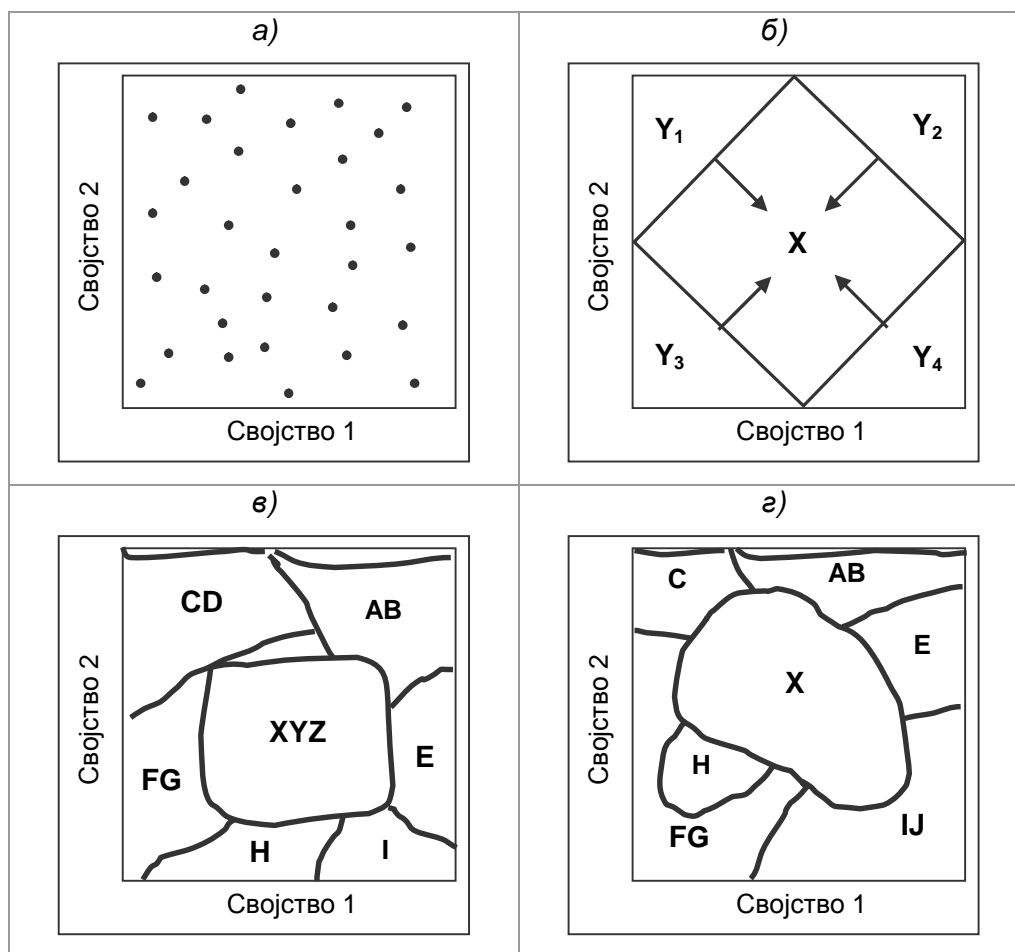 а)
Својство 2
Својство 1
б)
Y1 Y2
X
Y3 Y4
Својство 2
Својство 1
в)
CD AB
XYZ
FG E
H I
Својство 2
Својство 1
г)
C AB
E
X
H
FG IJ
Својство 2
Својство 1